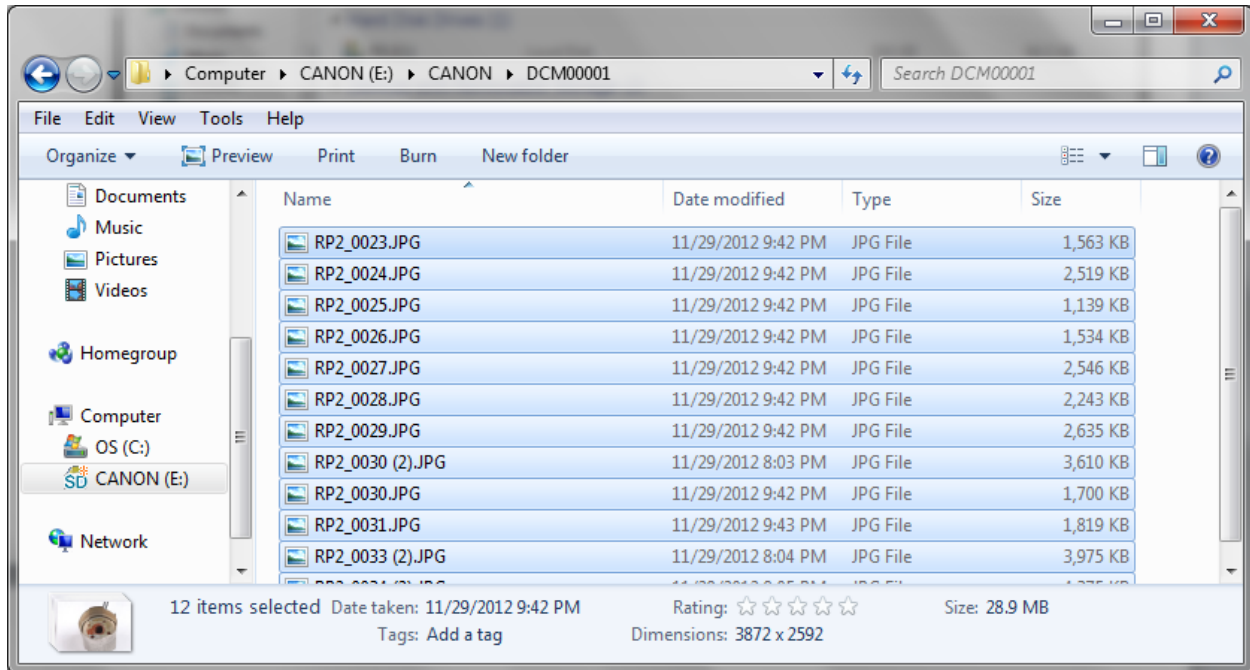 Computer ▸ CANON (E:) ▸ CANON ▸ DCM00001 Search DCM00001
File Edit View Tools Help
Organize Preview Print Burn New folder
Documents
Music
Pictures
Videos
Homegroup
Computer
OS (C:)
CANON (E:)
Network
Name Date modified Type Size
RP2_0023.JPG 11/29/2012 9:42 PM JPG File 1,563 KB
RP2_0024.JPG 11/29/2012 9:42 PM JPG File 2,519 KB
RP2_0025.JPG 11/29/2012 9:42 PM JPG File 1,139 KB
RP2_0026.JPG 11/29/2012 9:42 PM JPG File 1,534 KB
RP2_0027.JPG 11/29/2012 9:42 PM JPG File 2,546 KB
RP2_0028.JPG 11/29/2012 9:42 PM JPG File 2,243 KB
RP2_0029.JPG 11/29/2012 9:42 PM JPG File 2,635 KB
RP2_0030 (2).JPG 11/29/2012 8:03 PM JPG File 3,610 KB
RP2_0030.JPG 11/29/2012 9:42 PM JPG File 1,700 KB
RP2_0031.JPG 11/29/2012 9:43 PM JPG File 1,819 KB
RP2_0033 (2).JPG 11/29/2012 8:04 PM JPG File 3,975 KB
12 items selected Date taken: 11/29/2012 9:42 PM Rating: ☆☆☆☆☆ Size: 28.9 MB
Tags: Add a tag Dimensions: 3872 x 2592